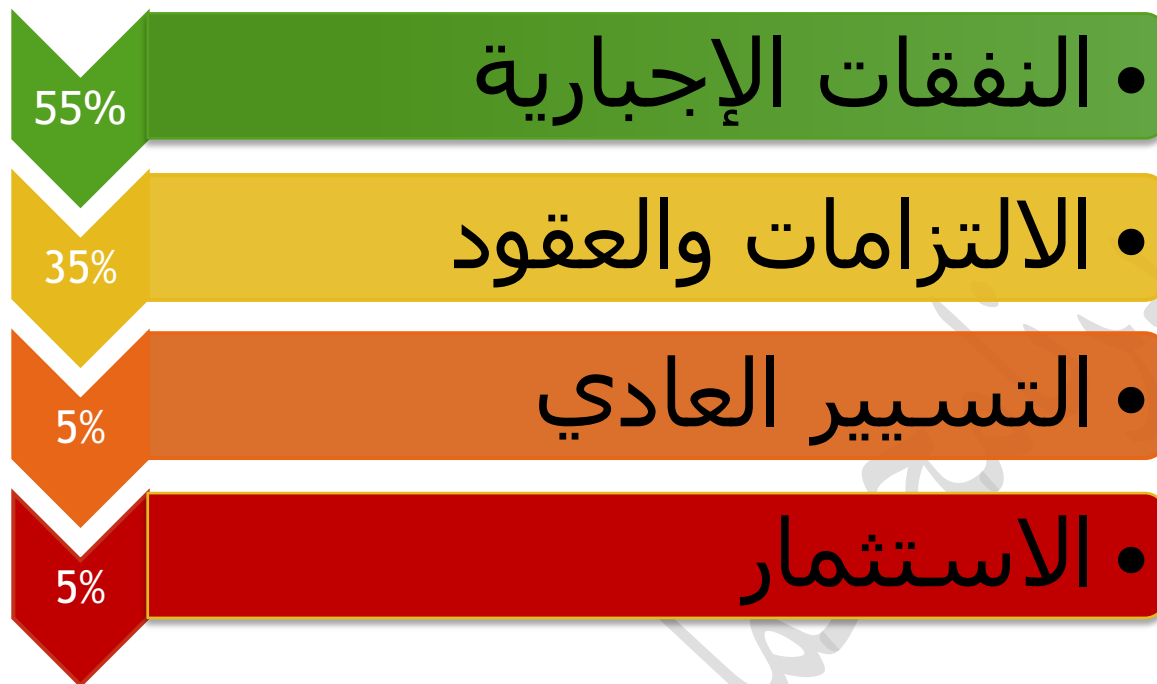 • النفقات الإجبارية
55%
• الالتزامات والعقود
35%
• التسيير العادي
5%
• الاستثمار
5%